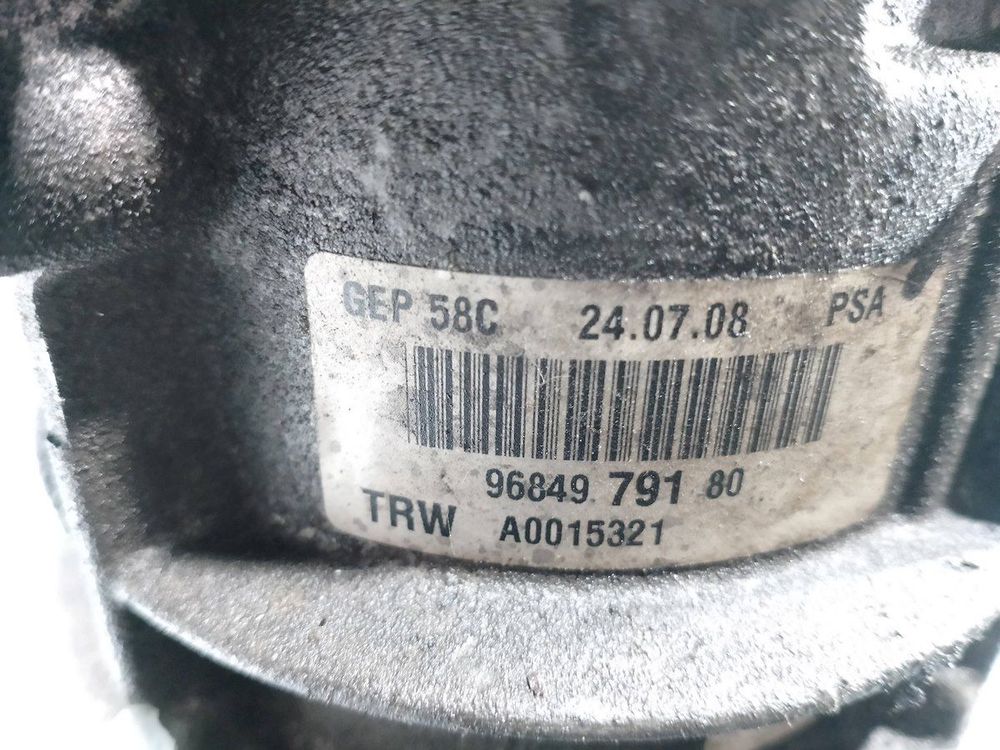 GEP 58C 24.07.08 PSA
96849 791 80
TRW A0015321